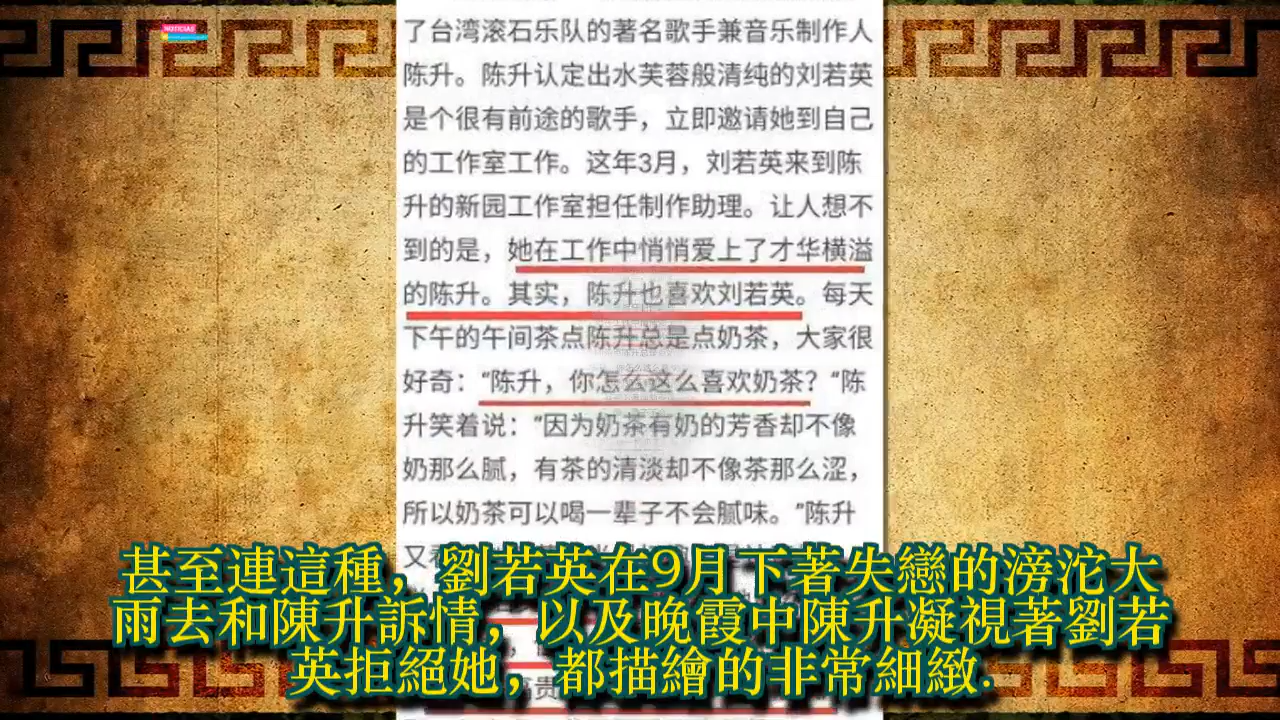 NOTICIAS
了台湾滚石乐队的著名歌手兼音乐制作人
陈升。陈升认定出水芙蓉般清纯的刘若英
是个很有前途的歌手，立即邀请她到自己
的工作室工作。这年3月，刘若英来到陈
升的新园工作室担任制作助理。让人想不
到的是，她在工作中悄悄爱上了才华横溢
的陈升。其实，陈升也喜欢刘若英。每天
下午的午间茶点陈升总是点奶茶，大家很
好奇：“陈升，你怎么这么喜欢奶茶？“陈
升笑着说：”因为奶茶有奶的芳香却不像
奶那么腻，有茶的清淡却不像茶那么涩，
所以奶茶可以喝一辈子不会腻味。”陈升
又
甚至連這種，劉若英在9月下著失戀的滂沱大
雨去和陳升訴情，以及晚霞中陳升凝視著劉若
英拒絕她，都描繪的非常細緻.
贵